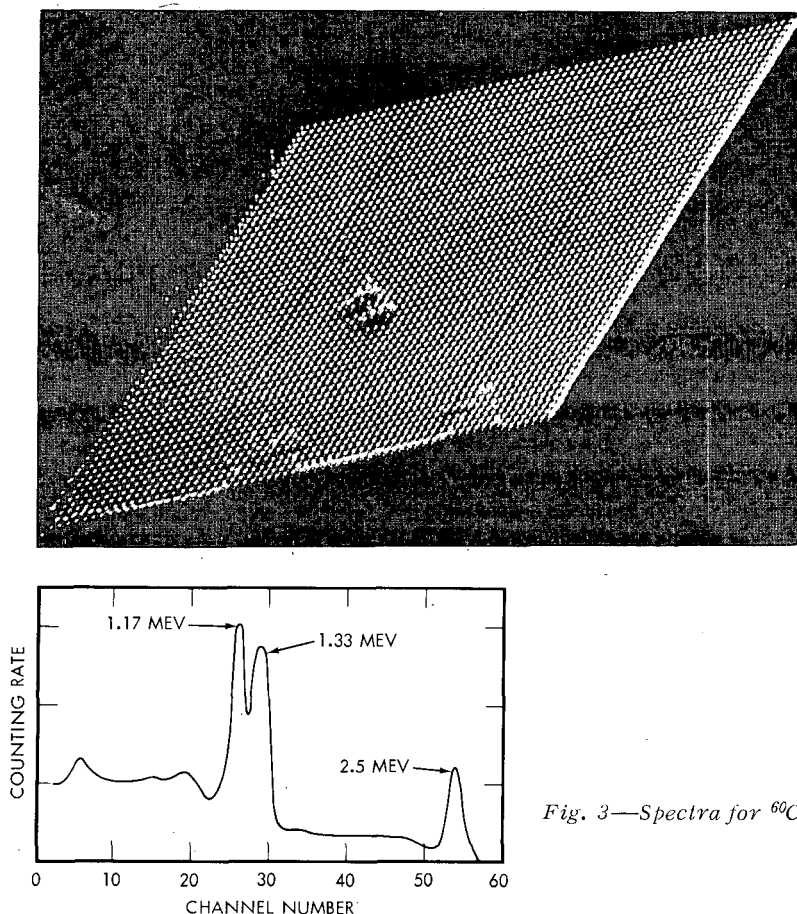 1.17 MEV
1.33 MEV
2.5 MEV
COUNTING RATE
0 10 20 30 40 50 60
CHANNEL NUMBER
Fig. 3—Spectra for ⁶⁰C